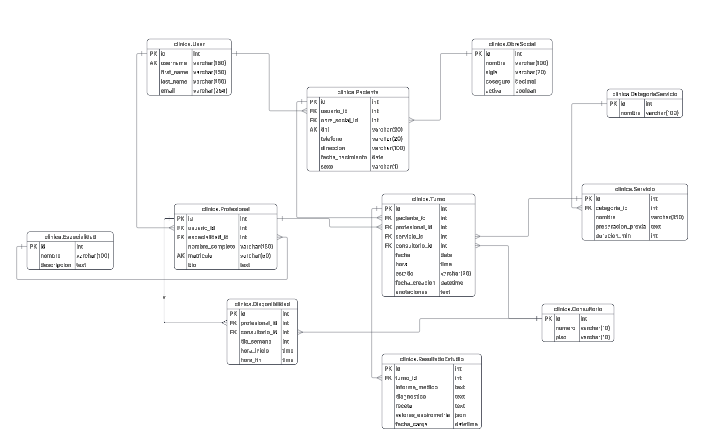 clinica.User
PK id int
AK username varchar(150)
first_name varchar(150)
last_name varchar(150)
email varchar(254)
clinica.ObraSocial
PK id int
nombre varchar(100)
sigla varchar(20)
coseguro decimal
activa boolean
clinica.Paciente
PK id int
FK usuario_id int
FK obra_social_id int
AK dni varchar(20)
telefono varchar(20)
direccion varchar(100)
fecha_nacimiento date
sexo varchar(1)
clinica.CategoriaServicio
PK id int
nombre varchar(100)
clinica.Servicio
PK id int
FK categoria_id int
nombre varchar(150)
preparacion_previa text
duracion_min int
clinica.Turno
PK id int
FK paciente_id int
FK profesional_id int
FK servicio_id int
FK consultorio_id int
fecha date
hora time
estado
fecha_creacion datetime
anotaciones text
clinica.Profesional
PK id int
FK usuario_id int
FK especialidad_id int
nombre_completo varchar(150)
AK matricula varchar(50)
bio text
clinica.Especialidad
PK id int
nombre varchar(100)
descripcion text
clinica.Disponibilidad
PK id int
FK profesional_id int
FK consultorio_id int
dia_semana int
hora_inicio time
hora_fin time
clinica.Consultorio
PK id int
numero varchar(10)
piso varchar(10)
clinica.ResultadoEstudio
PK id int
FK turno_id int
informe_medico text
diagnostico text
receta text
json
fecha_carga datetime